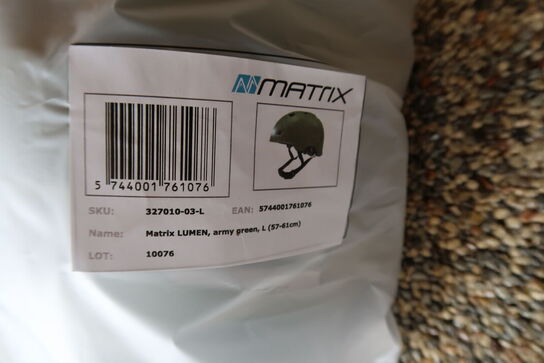 MATRIX
5 744001 761076
SKU: 327010-03-L EAN: 5744001761076
Name: Matrix LUMEN, army green, L (57-61cm)
LOT: 10076